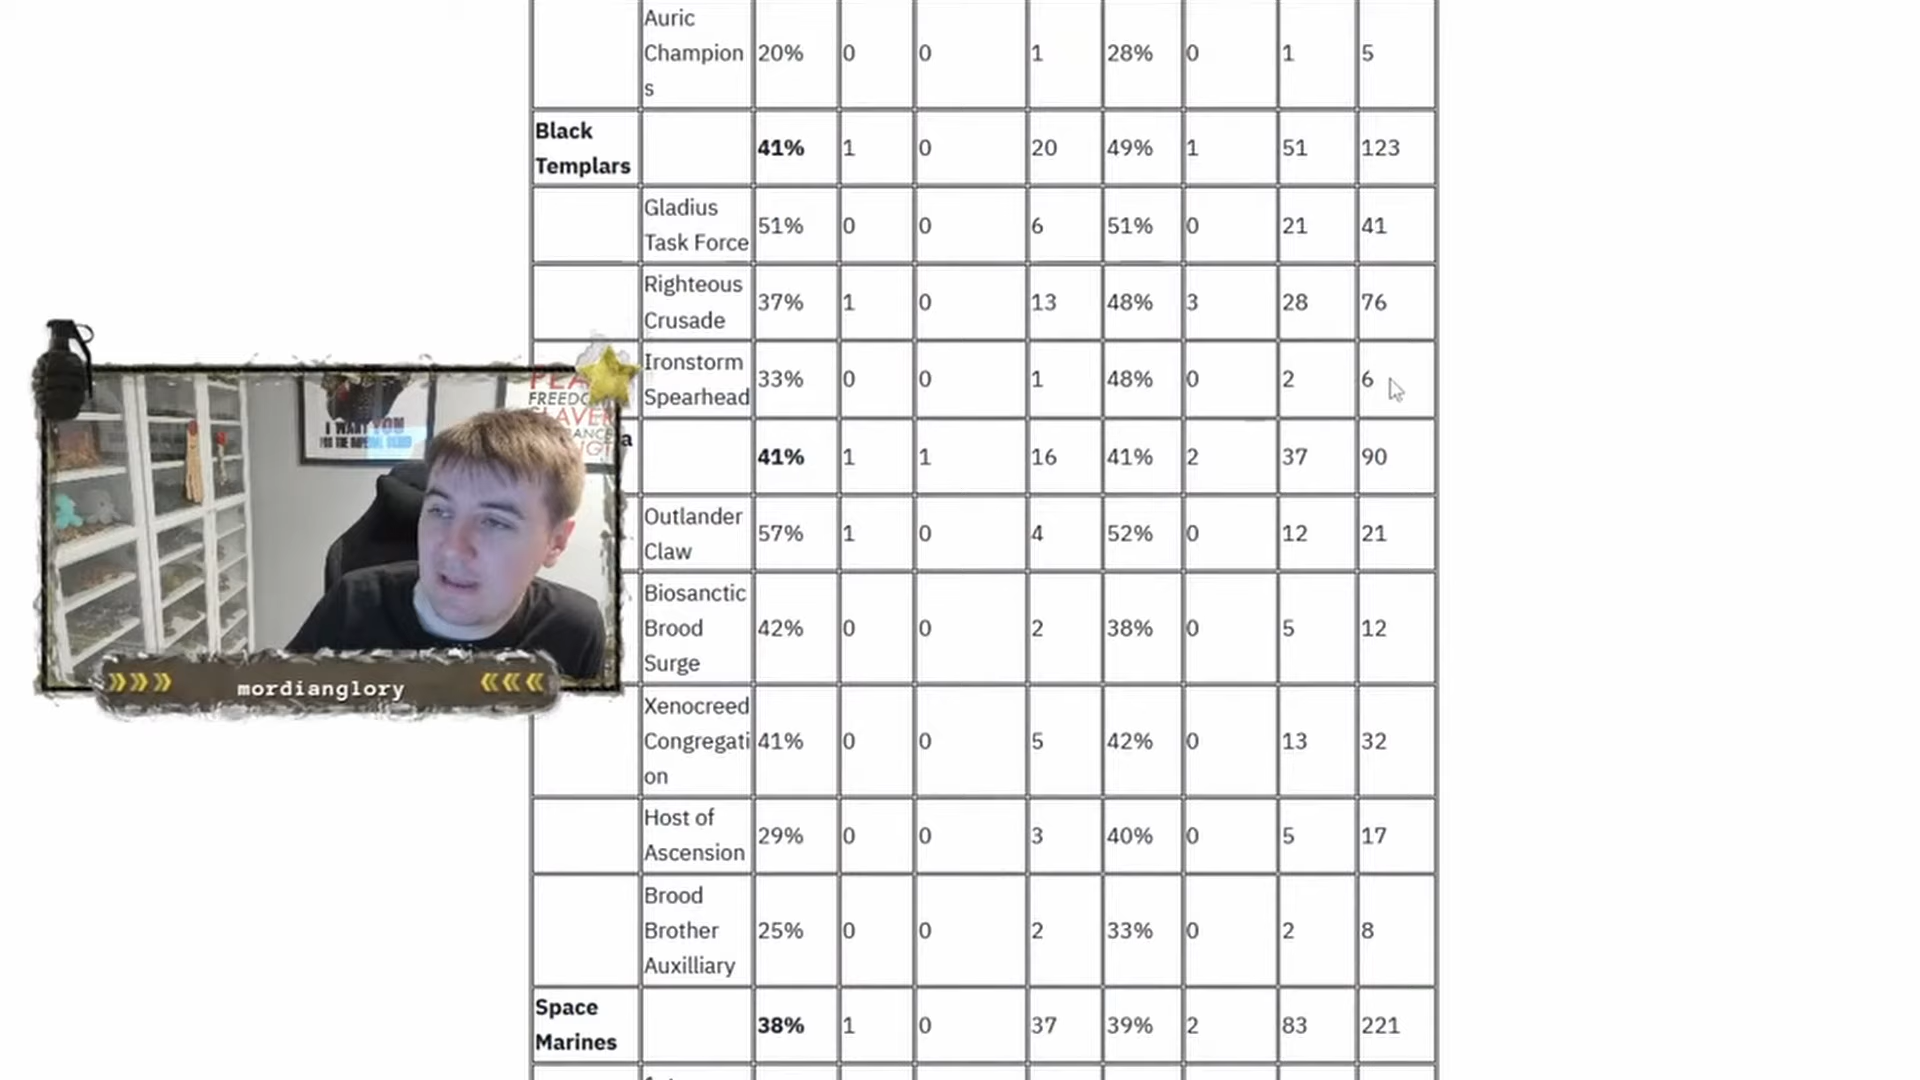 Auric
Champion 20% 0 0 1 28% 0 1 5
s
Black
Templars 41% 1 0 20 49% 1 51 123
Gladius
Task Force 51% 0 0 6 51% 0 21 41
Righteous
Crusade 37% 1 0 13 48% 3 28 76
Ironstorm
Spearhead 33% 0 0 1 48% 0 2 6
a 41% 1 1 16 41% 2 37 90
Outlander
Claw 57% 1 0 4 52% 0 12 21
Biosanctic
Brood 42% 0 0 2 38% 0 5 12
Surge
Xenocreed
Congregati 41% 0 0 5 42% 0 13 32
on
Host of
Ascension 29% 0 0 3 40% 0 5 17
Brood
Brother 25% 0 0 2 33% 0 2 8
Auxilliary
Space
Marines 38% 1 0 37 39% 2 83 221
I WANT YOU
FOR THE IMPERIAL GUARD
mordianglory